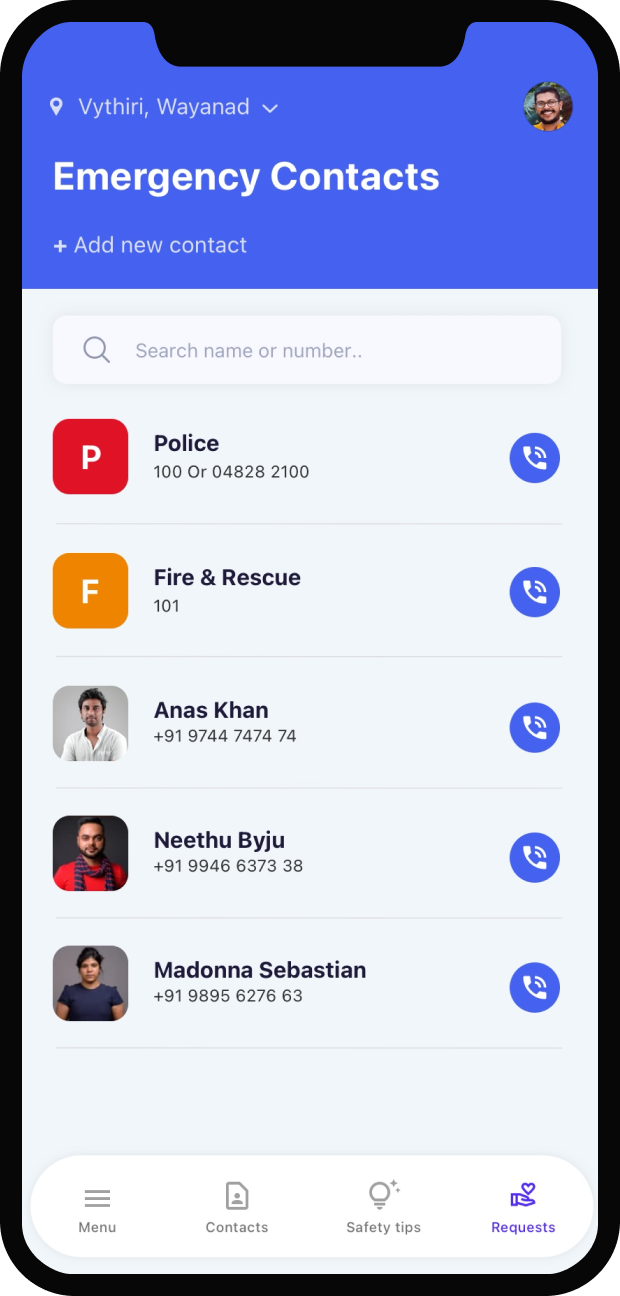 Vythiri, Wayanad
Emergency Contacts
+ Add new contact
Search name or number..
P
Police
100 Or 04828 2100
F
Fire & Rescue
101
Anas Khan
+91 9744 7474 74
Neethu Byju
+91 9946 6373 38
Madonna Sebastian
+91 9895 6276 63
Menu
Contacts
Safety tips
Requests